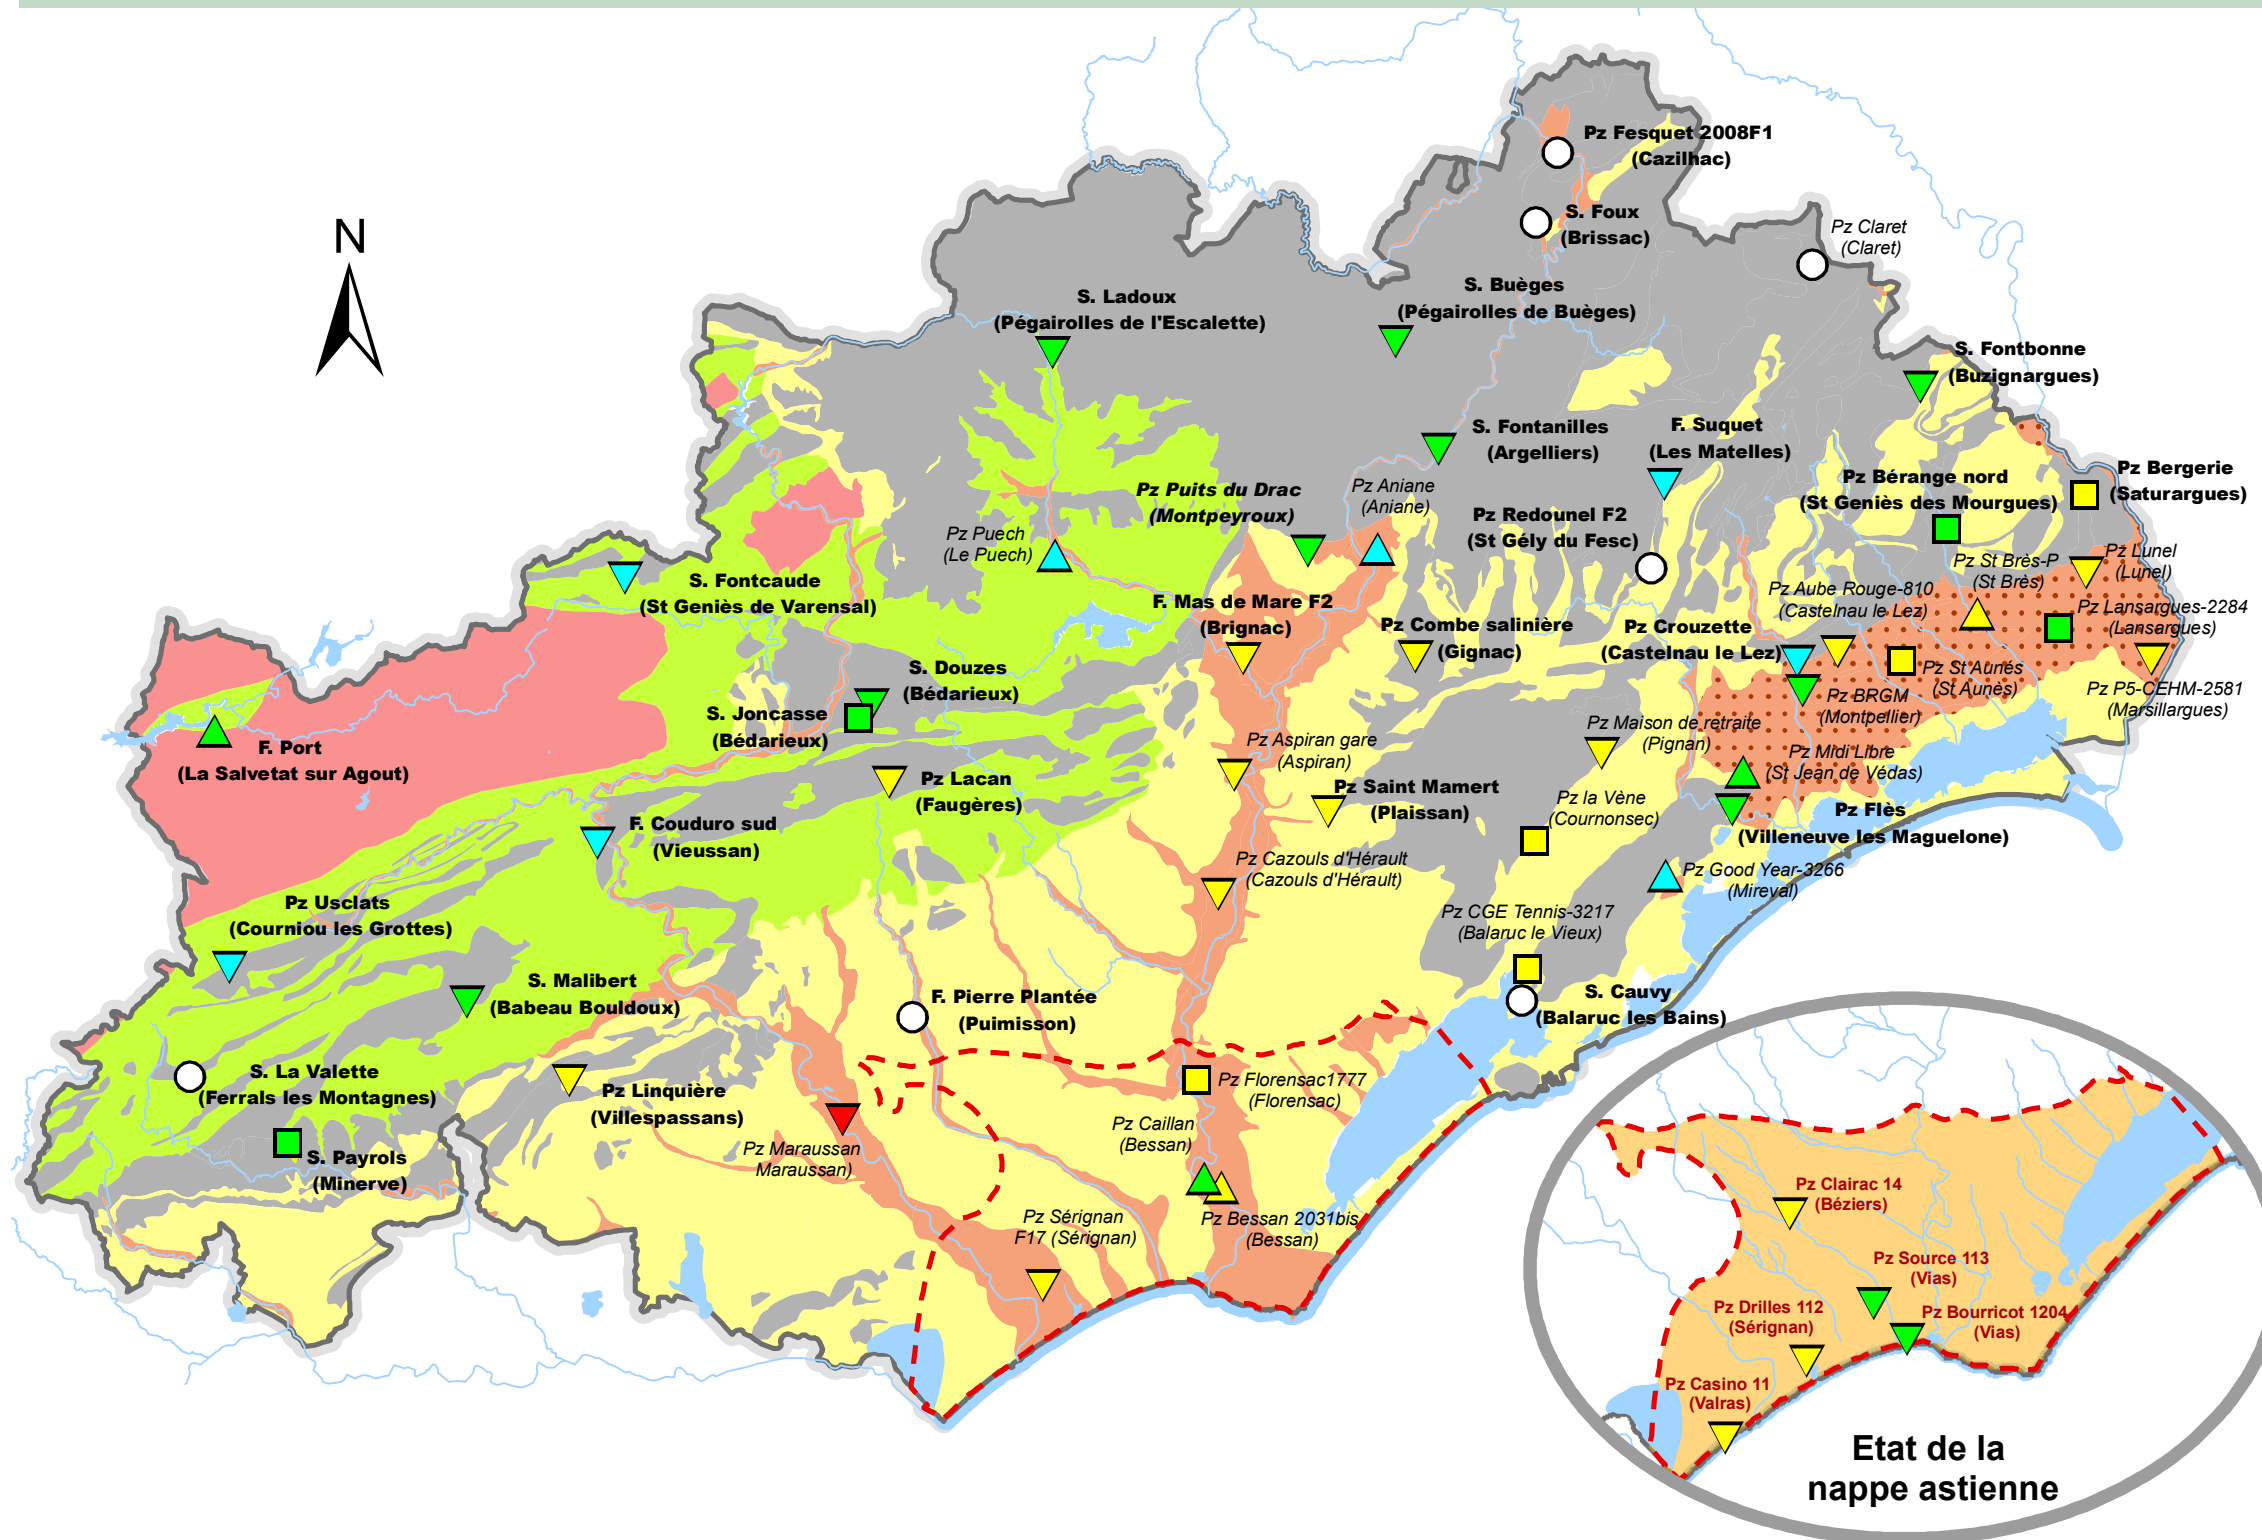 N
Pz Fesquet 2008F1
(Cazilhac)
S. Foux
(Brissac)
Pz Claret
(Claret)
S. Buèges
(Pégairolles de Buèges)
S. Ladoux
(Pégairolles de l'Escalette)
S. Fontbonne
(Buzignargues)
S. Fontanilles
(Argelliers)
F. Suquet
(Les Matelles)
Pz Bérange nord
(St Geniès des Mourgues)
Pz Bergerie
(Saturargues)
Pz Puits du Drac
(Montpeyroux)
Pz Aniane
(Aniane)
Pz Redounel F2
(St Gély du Fesc)
Pz Puech
(Le Puech)
Pz St Brès-P
(St Brès)
Pz Lunel
(Lunel)
S. Fontcaude
(St Geniès de Varensal)
Pz Aube Rouge-810
(Castelnau le Lez)
F. Mas de Mare F2
(Brignac)
Pz Lansargues-2284
(Lansargues)
Pz Combe salinière
(Gignac)
Pz Crouzette
(Castelnau le Lez)
S. Douzes
(Bédarieux)
Pz St Aunés
(St Aunès)
Pz P5-CEHM-2581
(Marsillargues)
Pz BRGM
(Montpellier)
S. Joncasse
(Bédarieux)
Pz Maison de retraite
(Pignan)
F. Port
(La Salvetat sur Agout)
Pz Aspiran gare
(Aspiran)
Pz Midi Libre
(St Jean de Védas)
Pz Lacan
(Faugères)
Pz Saint Mamert
(Plaissan)
Pz la Vène
(Cournonsec)
Pz Flès
(Villeneuve les Maguelone)
F. Couduro sud
(Vieussan)
Pz Cazouls d'Hérault
(Cazouls d'Hérault)
Pz Good Year-3266
(Mireval)
Pz Usclats
(Courniou les Grottes)
Pz CGE Tennis-3217
(Balaruc le Vieux)
S. Malibert
(Babeau Bouldoux)
F. Pierre Plantée
(Puimisson)
S. Cauvy
(Balaruc les Bains)
S. La Valette
(Ferrals les Montagnes)
Pz Linquière
(Villespassans)
Pz Florensac1777
(Florensac)
Pz Caillan
(Bessan)
Pz Maraussan
Maraussan)
S. Payrols
(Minerve)
Pz Sérignan
F17 (Sérignan)
Pz Bessan 2031bis
(Bessan)
Pz Clairac 14
(Béziers)
Pz Source 113
(Vias)
Pz Drilles 112
(Sérignan)
Pz Bourricot 1204
(Vias)
Pz Casino 11
(Valras)
Etat de la
nappe astienne